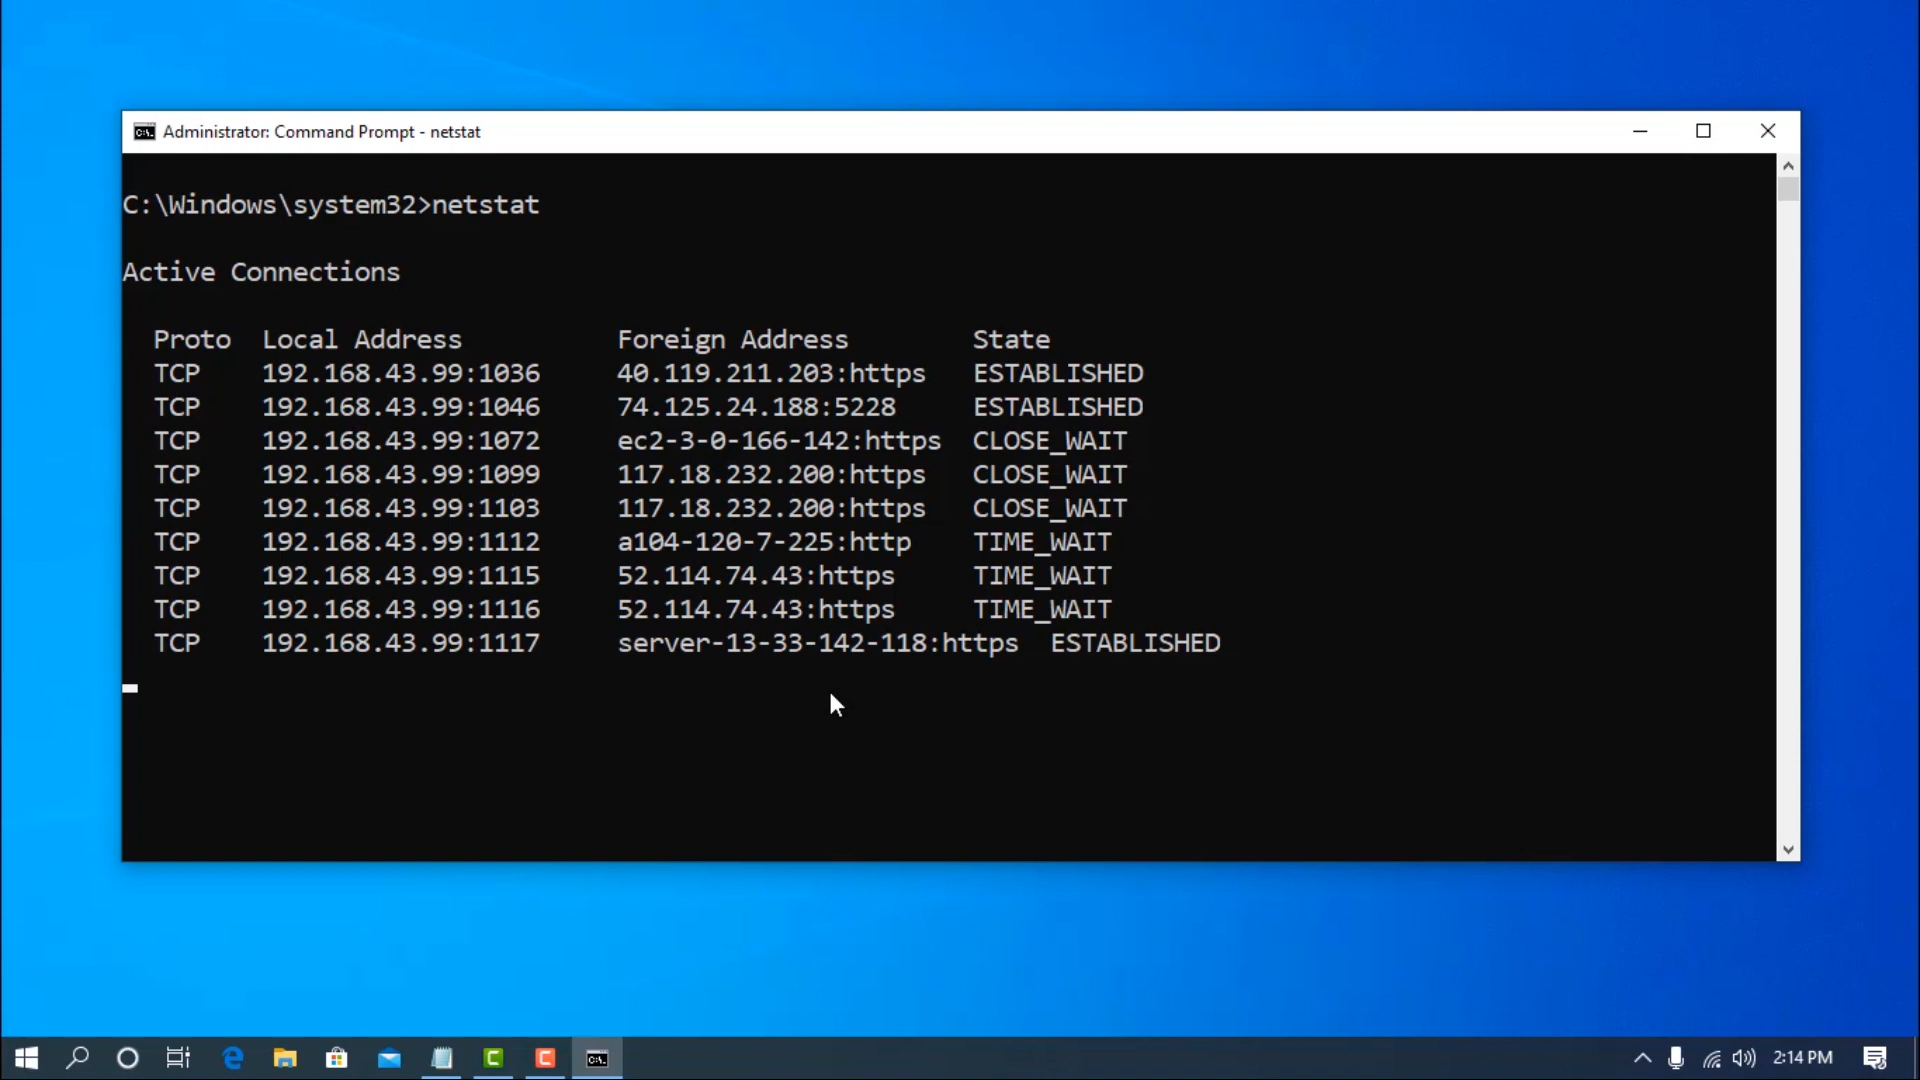 Administrator: Command Prompt - netstat
C:\Windows\system32>netstat
Active Connections
Proto  Local Address          Foreign Address        State
TCP    192.168.43.99:1036     40.119.211.203:https   ESTABLISHED
TCP    192.168.43.99:1046     74.125.24.188:5228     ESTABLISHED
TCP    192.168.43.99:1072     ec2-3-0-166-142:https  CLOSE_WAIT
TCP    192.168.43.99:1099     117.18.232.200:https   CLOSE_WAIT
TCP    192.168.43.99:1103     117.18.232.200:https   CLOSE_WAIT
TCP    192.168.43.99:1112     a104-120-7-225:http    TIME_WAIT
TCP    192.168.43.99:1115     52.114.74.43:https     TIME_WAIT
TCP    192.168.43.99:1116     52.114.74.43:https     TIME_WAIT
TCP    192.168.43.99:1117     server-13-33-142-118:https  ESTABLISHED
2:14 PM